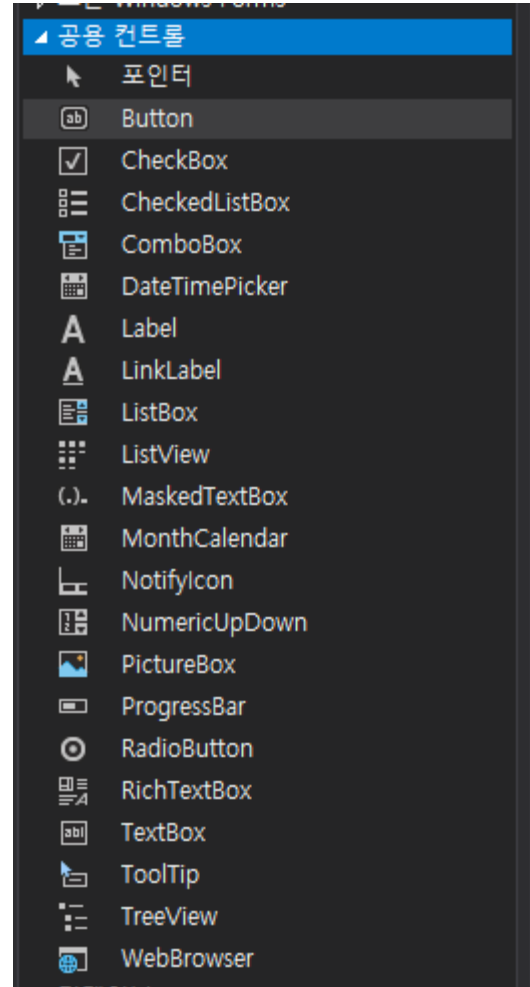 공용 컨트롤
포인터
Button
CheckBox
CheckedListBox
ComboBox
DateTimePicker
Label
LinkLabel
ListBox
ListView
MaskedTextBox
MonthCalendar
NotifyIcon
NumericUpDown
PictureBox
ProgressBar
RadioButton
RichTextBox
TextBox
ToolTip
TreeView
WebBrowser